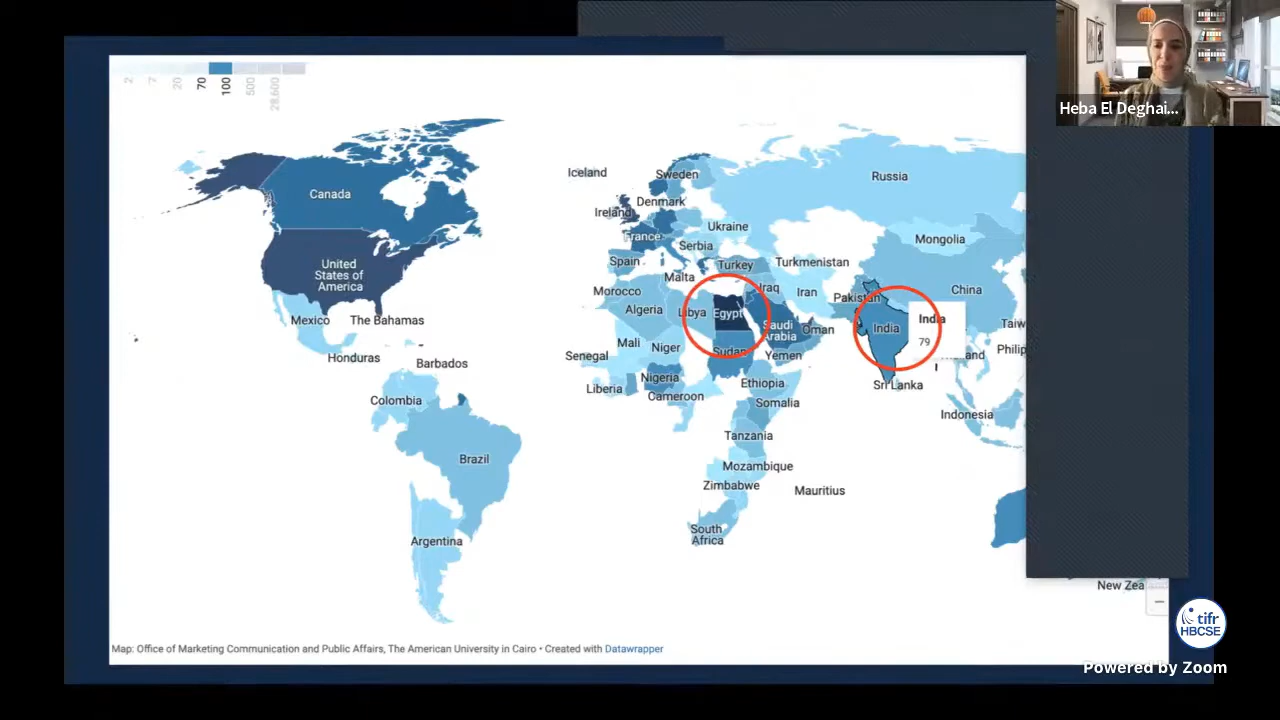 2
7
20
70
100
500
28,600
Heba El Deghai...
Iceland
Sweden
Russia
Canada
Denmark
Ireland
Ukraine
France
Mongolia
Serbia
Spain
Turkey
Turkmenistan
United
States of
America
Malta
Iraq
Iran
China
Morocco
Pakistan
Algeria
Libya
Egypt
Mexico
The Bahamas
Saudi
Arabia
Oman
India
India
79
Taiw
Mali
Niger
Sudan
Philip
Honduras
Senegal
Yemen
and
Barbados
Nigeria
Ethiopia
Sri Lanka
Liberia
Cameroon
Colombia
Somalia
Indonesia
Tanzania
Brazil
Mozambique
Zimbabwe
Mauritius
South
Africa
Argentina
New Zea
Map: Office of Marketing Communication and Public Affairs, The American University in Cairo • Created with Datawrapper
tifr
HBCSE
Powered by Zoom